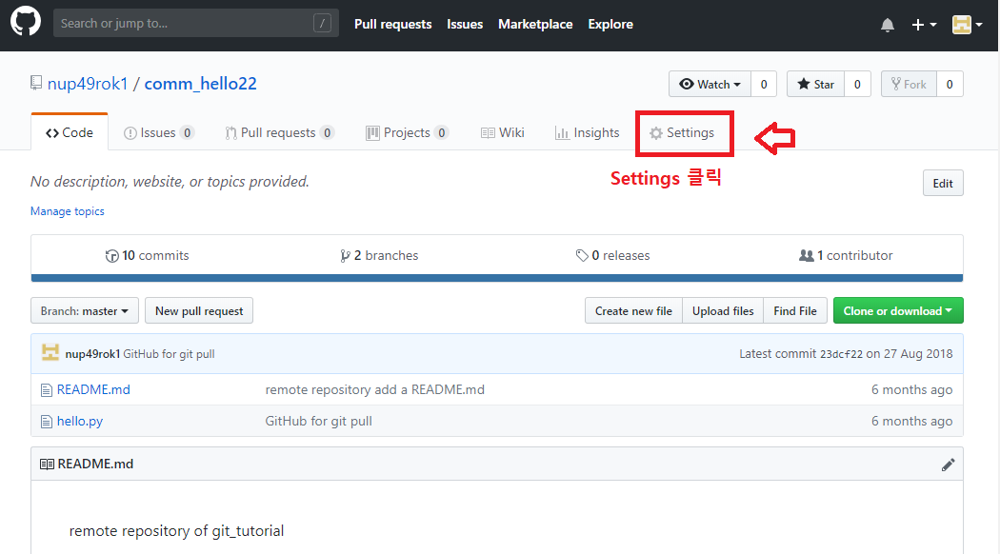 Search or jump to... / Pull requests Issues Marketplace Explore
nup49rok1 / comm_hello22 Watch 0 Star 0 Fork 0
Code Issues 0 Pull requests 0 Projects 0 Wiki Insights Settings
Settings 클릭
No description, website, or topics provided. Edit
Manage topics
10 commits 2 branches 0 releases 1 contributor
Branch: master New pull request Create new file Upload files Find File Clone or download
nup49rok1 GitHub for git pull Latest commit 23dcf22 on 27 Aug 2018
README.md remote repository add a README.md 6 months ago
hello.py GitHub for git pull 6 months ago
README.md
remote repository of git_tutorial